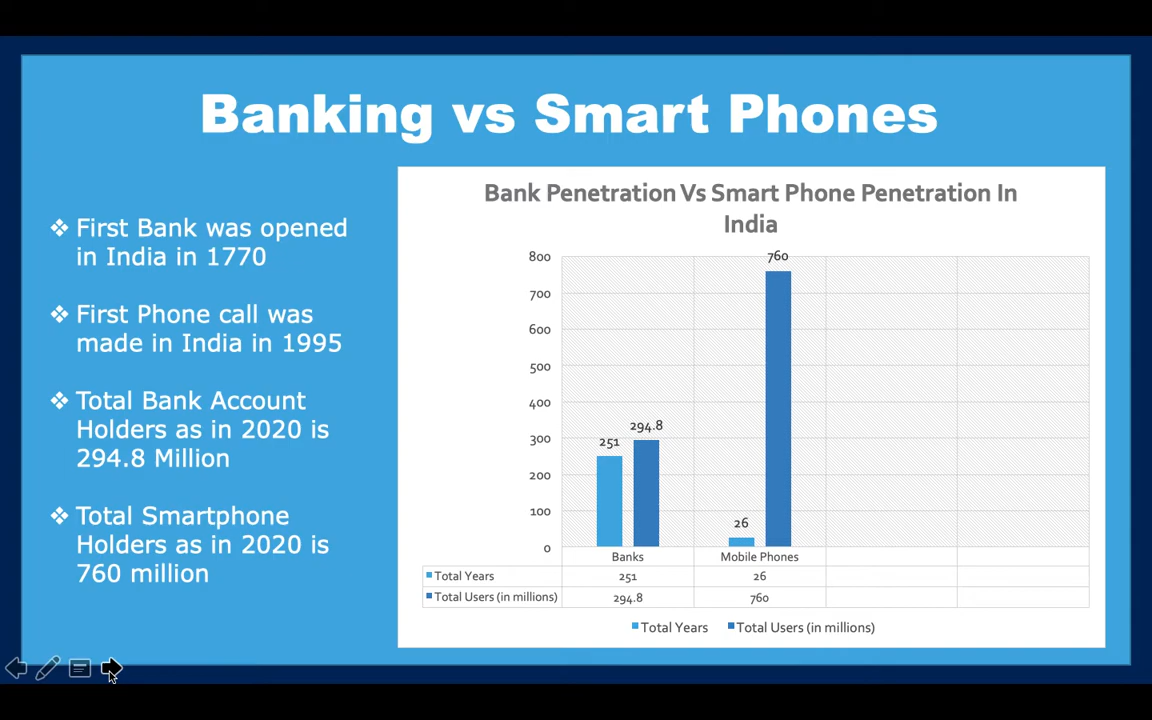 Banking vs Smart Phones
❖ First Bank was opened
in India in 1770
❖ First Phone call was
made in India in 1995
❖ Total Bank Account
Holders as in 2020 is
294.8 Million
❖ Total Smartphone
Holders as in 2020 is
760 million
Bank Penetration Vs Smart Phone Penetration In
India
800
700
600
500
400
300
200
100
0
251
294.8
26
760
Banks Mobile Phones
Total Years 251 26
Total Users (in millions) 294.8 760
Total Years Total Users (in millions)